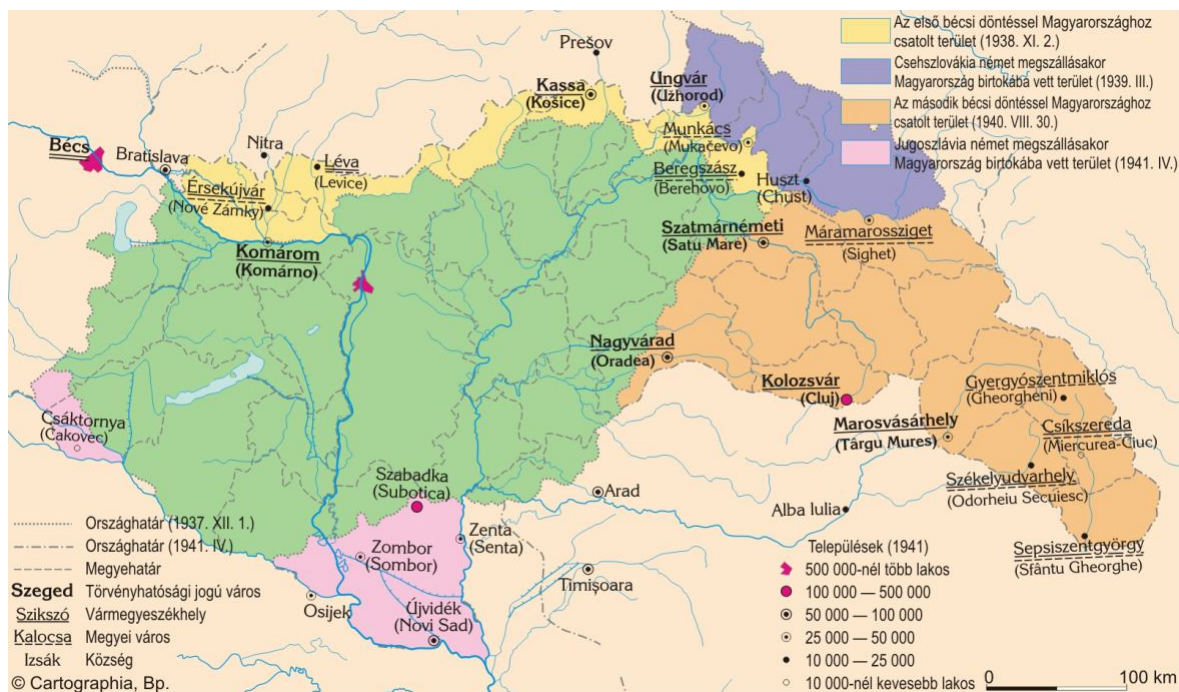 Az első bécsi döntéssel Magyarországhoz
csatolt terület (1938. XI. 2.)
Csehszlovákia német megszállásakor
Magyarország birtokába vett terület (1939. III.)
Az második bécsi döntéssel Magyarországhoz
csatolt terület (1940. VIII. 30.)
Jugoszlávia német megszállásakor
Magyarország birtokába vett terület (1941. IV.)
Prešov
Kassa
(Košice)
Ungvár
(Užhorod)
Munkács
(Mukačevo)
Beregszász
(Berehovo)
Huszt
(Chust)
Bécs
Bratislava
Nitra
Léva
(Levice)
Érsekújvár
(Nové Zámky)
Komárom
(Komárno)
Szatmárnémeti
(Satu Mare)
Máramarossziget
(Sighet)
Nagyvárad
(Oradea)
Kolozsvár
(Cluj)
Gyergyószentmiklós
(Gheorgheni)
Marosvásárhely
(Târgu Mures)
Csíkszereda
(Miercurea-Ciuc)
Székelyudvarhely
(Odorheiu Secuiesc)
Sepsiszentgyörgy
(Sfântu Gheorghe)
Csáktornya
(Čakovec)
Szabadka
(Subotica)
Arad
Alba Iulia
Zenta
(Senta)
Zombor
(Sombor)
Timișoara
Osijek
Újvidék
(Novi Sad)
Országhatár (1937. XII. 1.)
Országhatár (1941. IV.)
Megyehatár
Szeged Törvényhatósági jogú város
Szikszó Vármegyeszékhely
Kalocsa Megyei város
Izsák Község
© Cartographia, Bp.
Települések (1941)
500 000-nél több lakos
100 000 — 500 000
50 000 — 100 000
25 000 — 50 000
10 000 — 25 000
10 000-nél kevesebb lakos
0 100 km